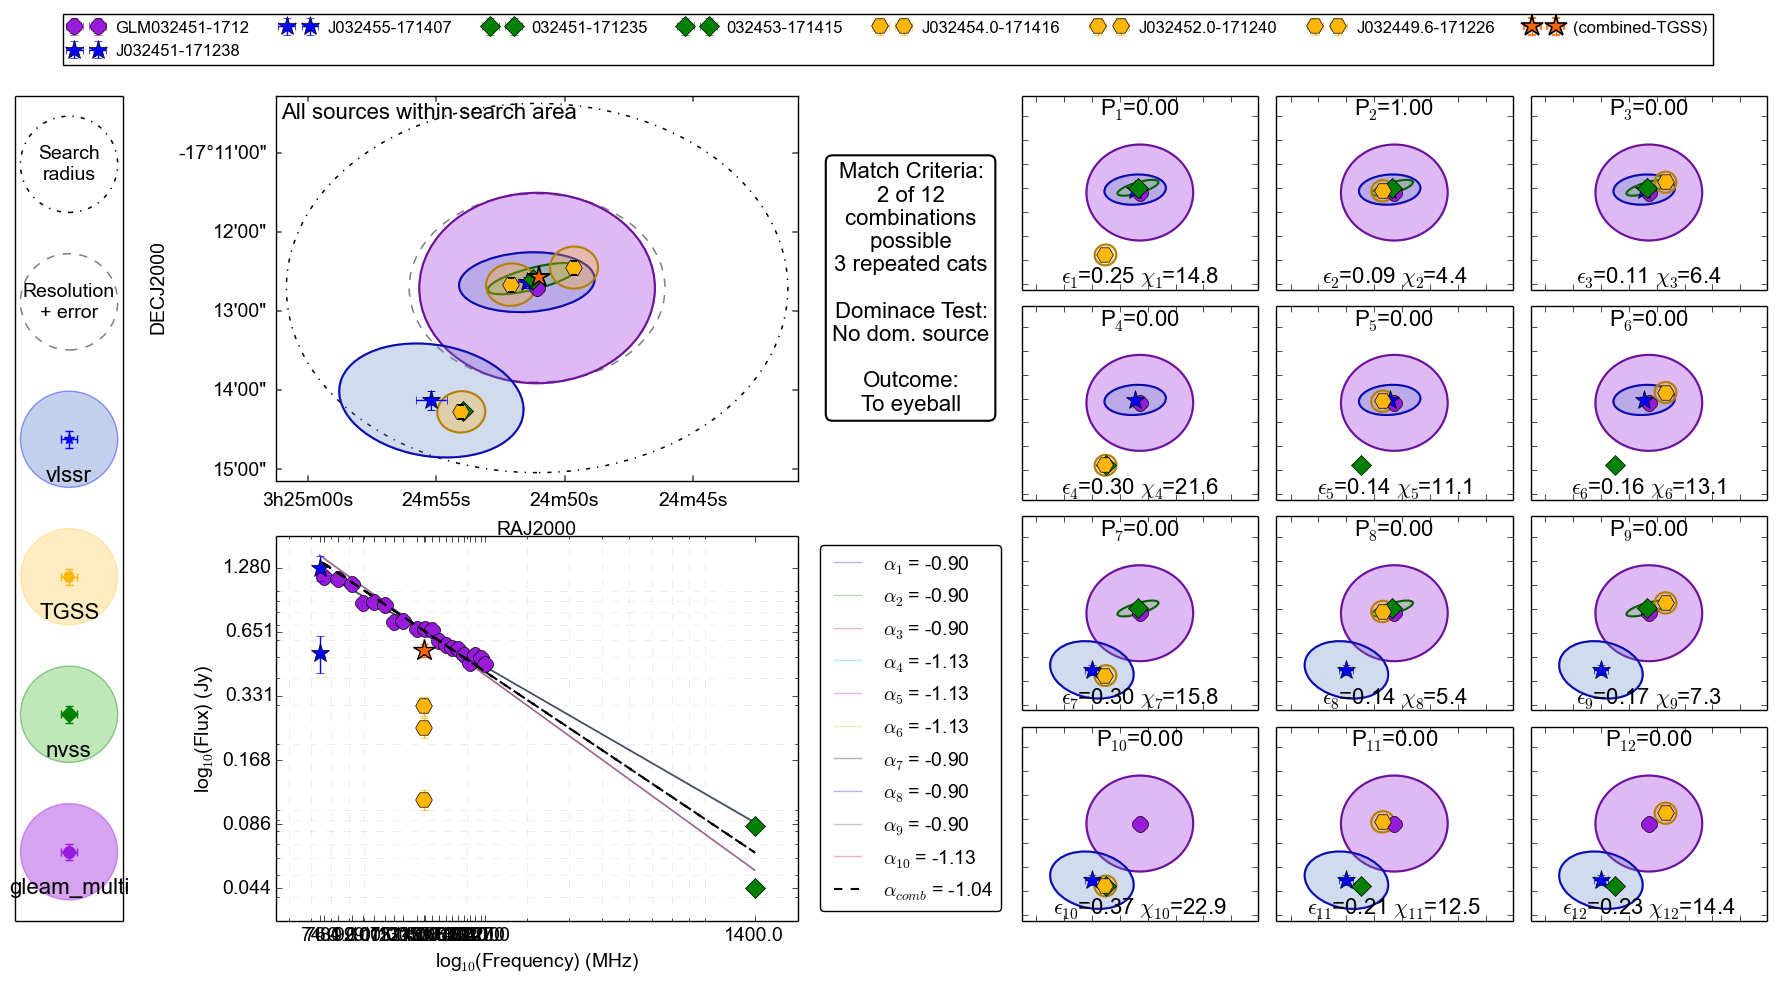 GLM032451-1712 J032455-171407 032451-171235 032453-171415 J032454.0-171416 J032452.0-171240 J032449.6-171226 (combined-TGSS)
J032451-171238
Search
radius
Resolution
+ error
vlssr
TGSS
nvss
gleam_multi
All sources within search area
DECJ2000
-17°11'00"
12'00"
13'00"
14'00"
15'00"
3h25m00s 24m55s 24m50s 24m45s
RAJ2000
log₁₀(Flux) (Jy)
1.280
0.651
0.331
0.168
0.086
0.044
1400.0
log₁₀(Frequency) (MHz)
Match Criteria:
2 of 12
combinations
possible
3 repeated cats
Dominace Test:
No dom. source
Outcome:
To eyeball
α₁ = -0.90
α₂ = -0.90
α₃ = -0.90
α₄ = -1.13
α₅ = -1.13
α₆ = -1.13
α₇ = -0.90
α₈ = -0.90
α₉ = -0.90
α₁₀ = -1.13
α_comb = -1.04
P₁=0.00
ϵ₁=0.25 χ₁=14.8
P₂=1.00
ϵ₂=0.09 χ₂=4.4
P₃=0.00
ϵ₃=0.11 χ₃=6.4
P₄=0.00
ϵ₄=0.30 χ₄=21.6
P₅=0.00
ϵ₅=0.14 χ₅=11.1
P₆=0.00
ϵ₆=0.16 χ₆=13.1
P₇=0.00
ϵ₇=0.30 χ₇=15.8
P₈=0.00
ϵ₈=0.14 χ₈=5.4
P₉=0.00
ϵ₉=0.17 χ₉=7.3
P₁₀=0.00
ϵ₁₀=0.37 χ₁₀=22.9
P₁₁=0.00
ϵ₁₁=0.21 χ₁₁=12.5
P₁₂=0.00
ϵ₁₂=0.23 χ₁₂=14.4